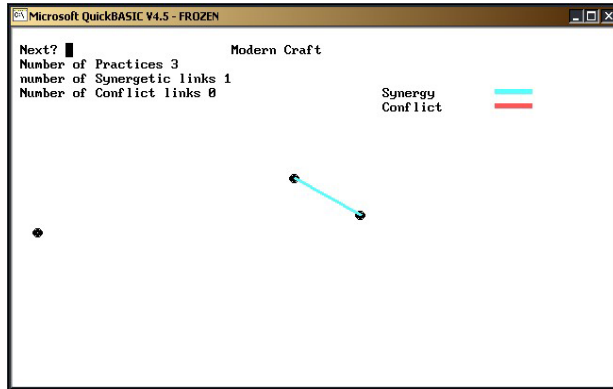 Microsoft QuickBASIC V4.5 - FROZEN
Next? Modern Craft
Number of Practices 3
number of Synergetic links 1
Number of Conflict links 0
Synergy
Conflict